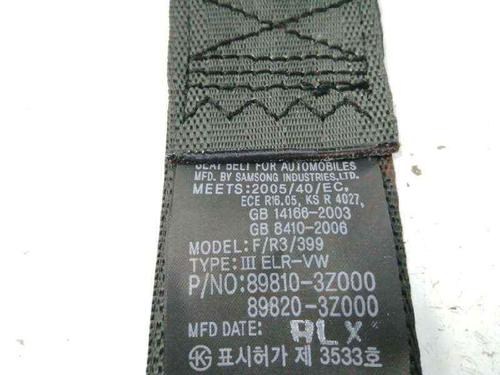 SEAT BELT FOR AUTOMOBILES
MFD. BY SAMSONG INDUSTRIES,LTD.
MEETS: 2005/40/EC,
ECE R16.05, KS R 4027,
GB 14166-2003
GB 8410-2006
MODEL: F/R3/399
TYPE: III ELR-VW
P/NO: 89810-3Z000
89820-3Z000
MFD DATE: ALX
표시허가 제 3533호